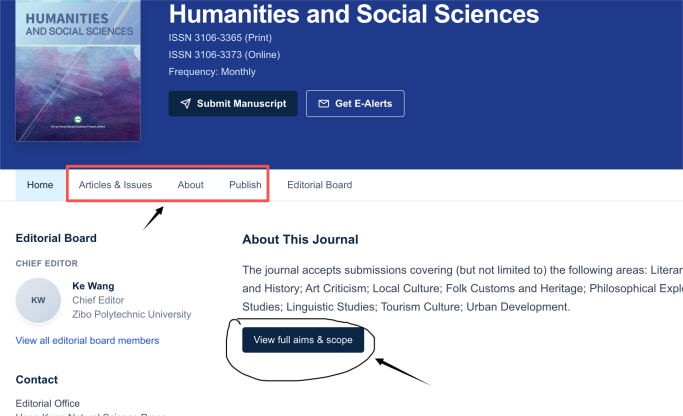 HUMANITIES
AND SOCIAL SCIENCES
Humanities and Social Sciences
ISSN 3106-3365 (Print)
ISSN 3106-3373 (Online)
Frequency: Monthly
Submit Manuscript
Get E-Alerts
Home
Articles & Issues
About
Publish
Editorial Board
Editorial Board
CHIEF EDITOR
KW
Ke Wang
Chief Editor
Zibo Polytechnic University
View all editorial board members
Contact
Editorial Office
Hong Kong Natural Science Press
About This Journal
The journal accepts submissions covering (but not limited to) the following areas: Literar
and History; Art Criticism; Local Culture; Folk Customs and Heritage; Philosophical Expl
Studies; Linguistic Studies; Tourism Culture; Urban Development.
View full aims & scope